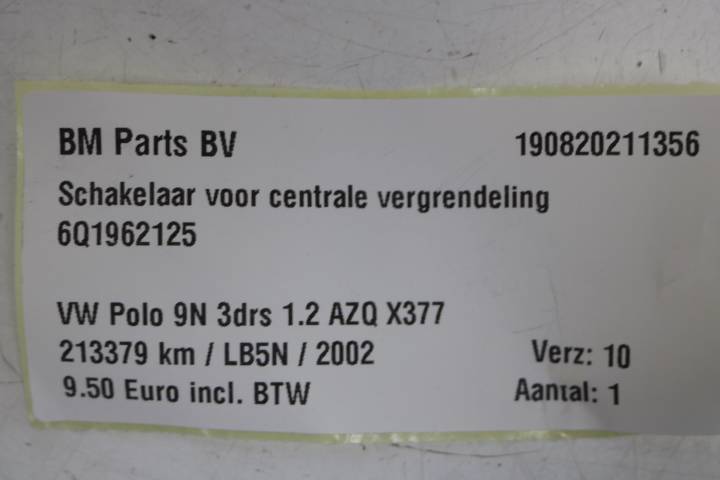 BM Parts BV 190820211356
Schakelaar voor centrale vergrendeling
6Q1962125
VW Polo 9N 3drs 1.2 AZQ X377
213379 km / LB5N / 2002 Verz: 10
9.50 Euro incl. BTW Aantal: 1